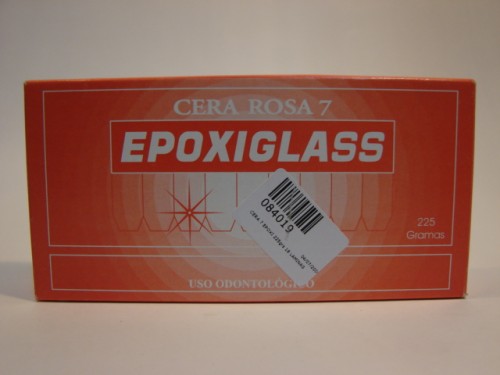 CERA ROSA 7
EPOXIGLASS
084019
225
Gramas
USO ODONTOLÓGICO